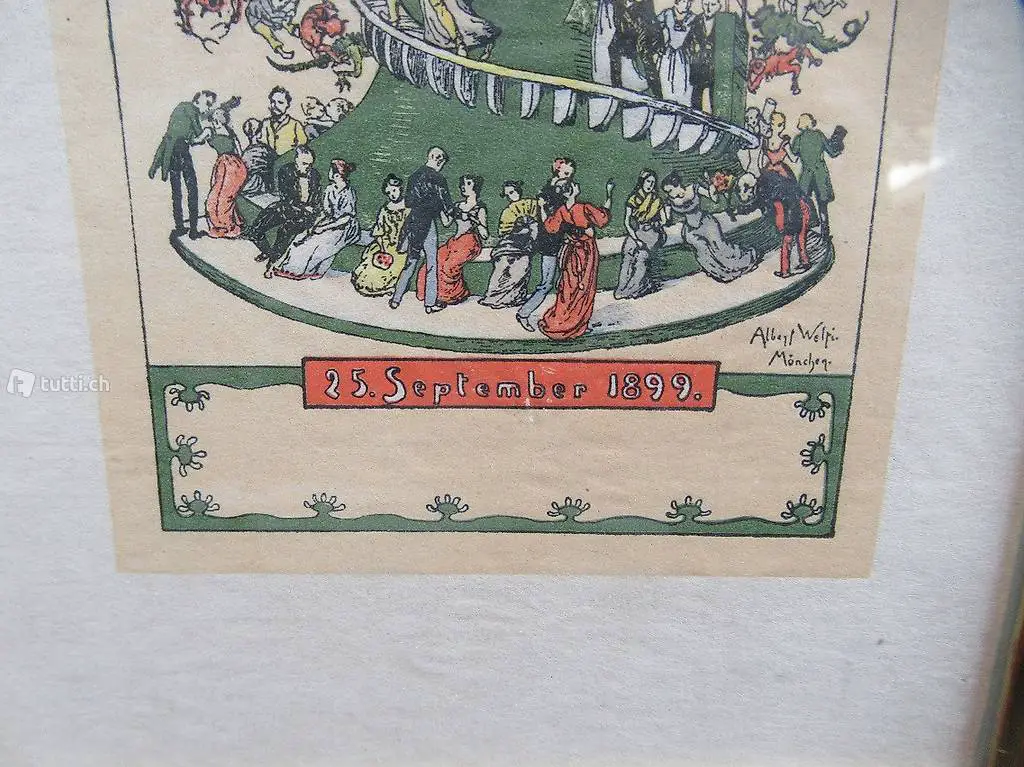 Albert Welti.
München.
25. September 1899.
tutti.ch